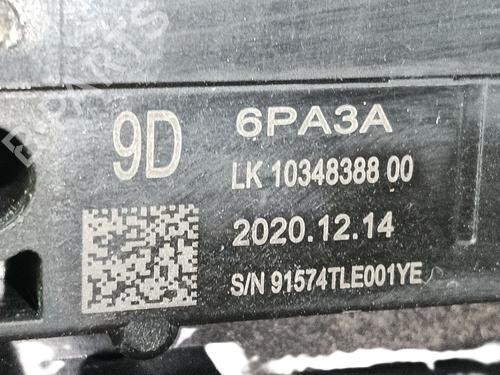 9D
6PA3A
LK 10348388 00
2020.12.14
S/N 91574TLE001YE